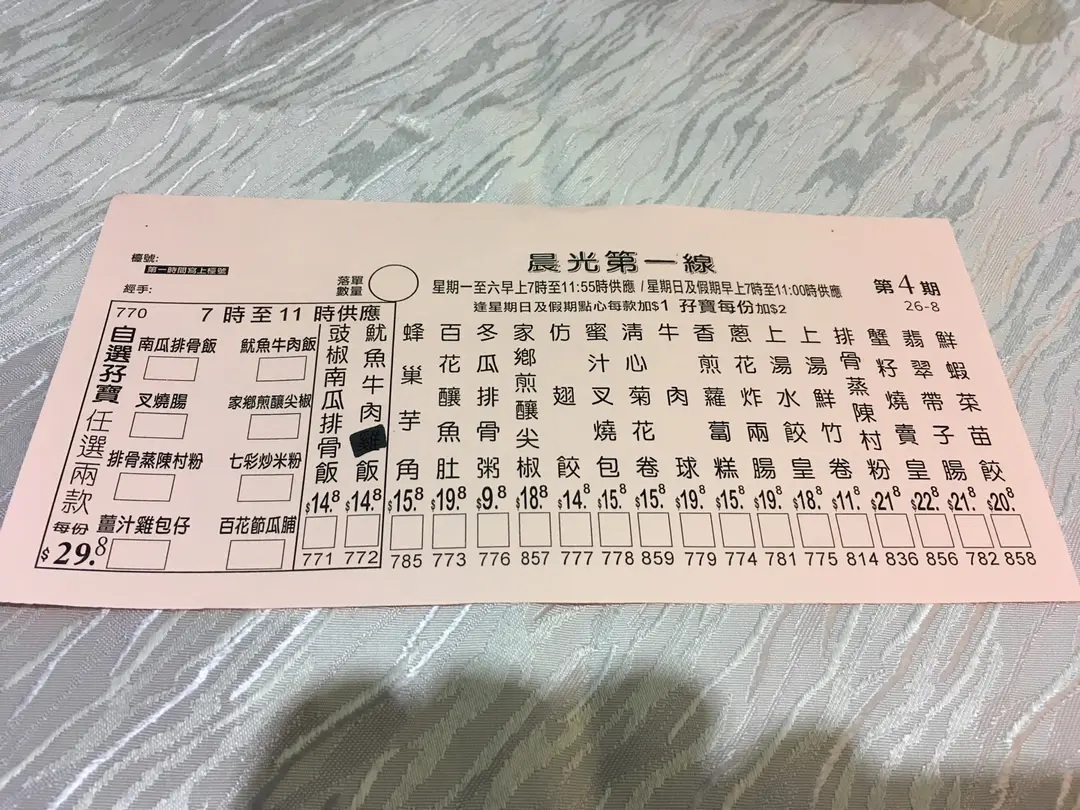 檯號:
第一時間寫上檯號
經手:
落單數量
晨光第一線
星期一至六早上7時至11:55時供應 / 星期日及假期早上7時至11:00時供應
逢星期日及假期點心每款加$1 孖寶每份加$2
第4期
26-8
770
7時至11時供應
自選孖寶任選兩款
每份
$29.8
南瓜排骨飯
魷魚牛肉飯
叉燒腸
家鄉煎釀尖椒
排骨蒸陳村粉
七彩炒米粉
薑汁雞包仔
百花節瓜脯
豉椒南瓜排骨飯 $14.8 771
魷魚牛肉飯 $14.8 772
蜂巢芋角 $15.8 785
百花釀魚肚 $19.8 773
冬瓜排骨粥 $9.8 776
家鄉煎釀尖椒 $18.8 857
仿翅餃 $14.8 777
蜜汁叉燒包 $15.8 778
清心菊花卷 $15.8 859
牛肉球 $19.8 779
香煎蘿蔔糕 $15.8 774
蔥花炸兩腸 $19.8 781
上湯水餃皇 $18.8 775
上湯鮮竹卷 $11.8 814
排骨蒸陳村粉 $21.8 836
蟹籽燒賣皇 $22.8 856
翡翠帶子腸 $21.8 782
鮮蝦菜苗餃 $20.8 858